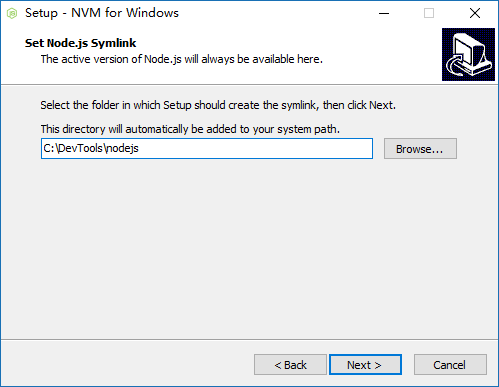 Setup - NVM for Windows
Set Node.js Symlink
The active version of Node.js will always be available here.
Select the folder in which Setup should create the symlink, then click Next.
This directory will automatically be added to your system path.
C:\DevTools\nodejs
Browse...
< Back
Next >
Cancel